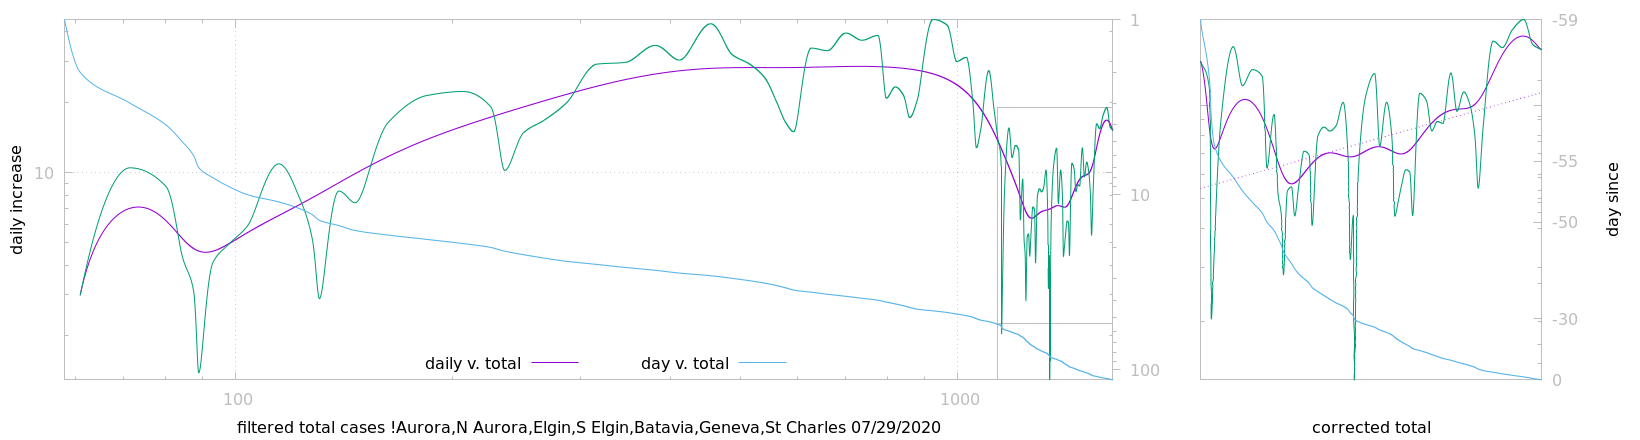 1
-59
10
daily increase
10
-55
-50
day since
-30
daily v. total
day v. total
100
0
100
1000
filtered total cases !Aurora,N Aurora,Elgin,S Elgin,Batavia,Geneva,St Charles 07/29/2020
corrected total